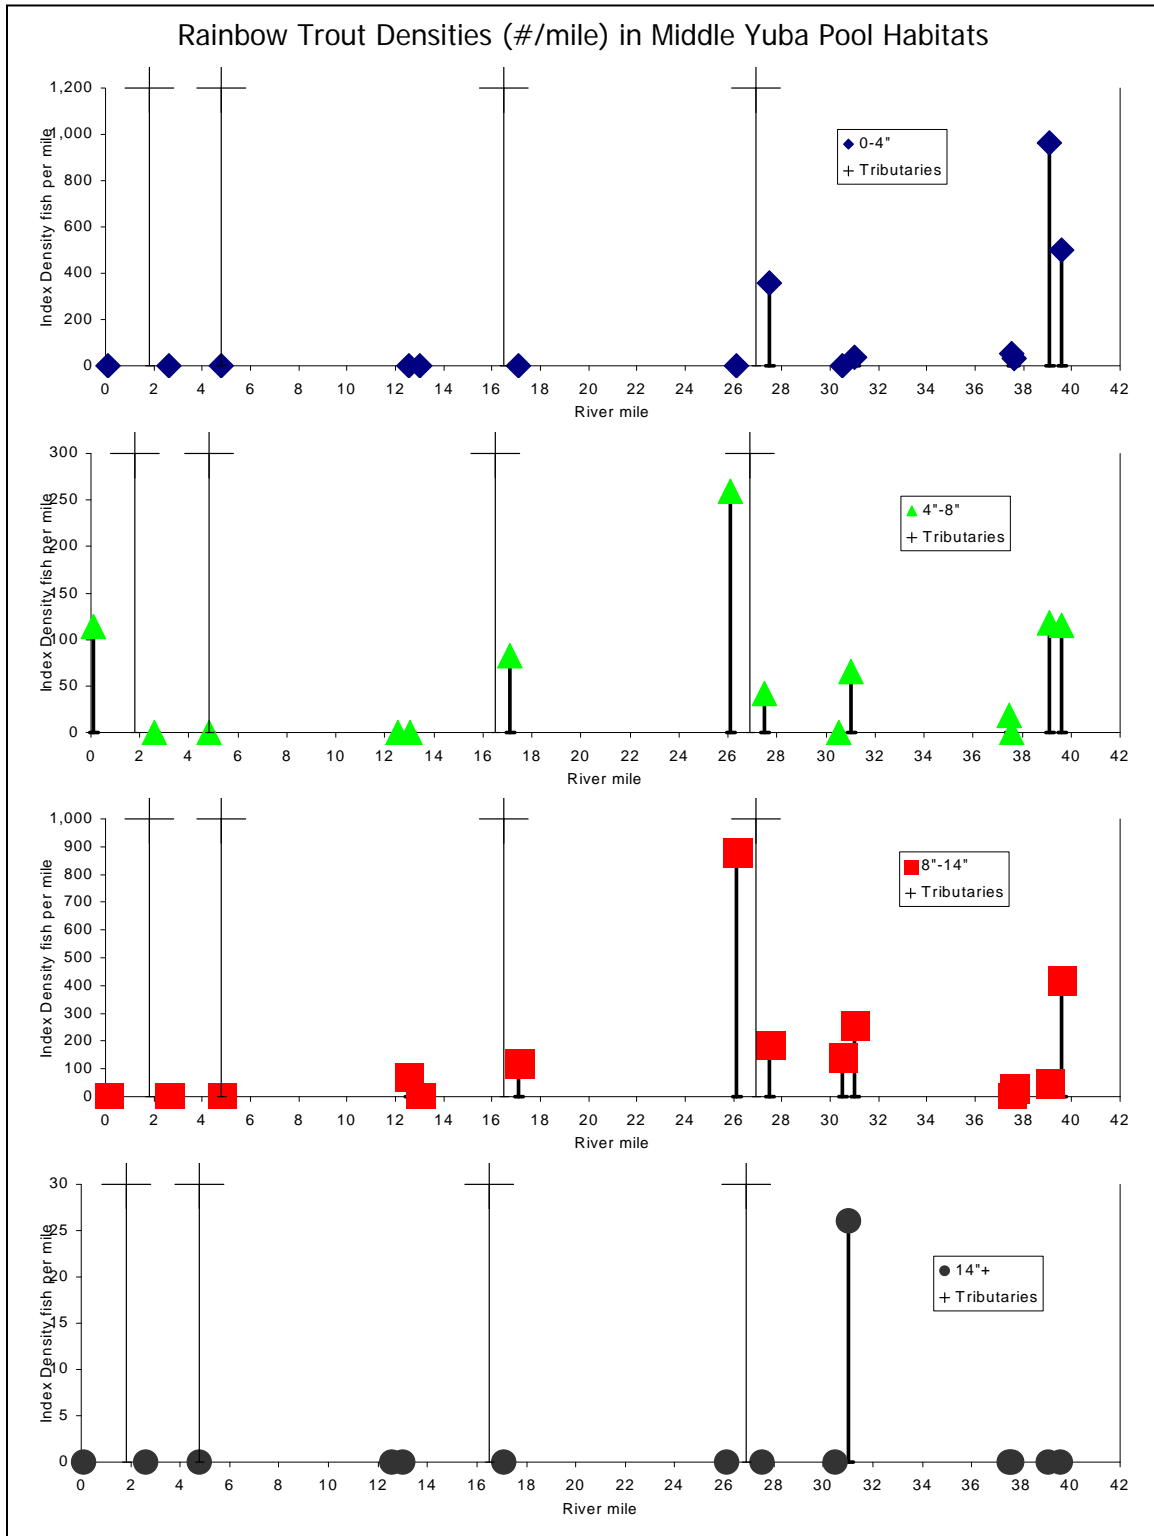 Rainbow Trout Densities (#/mile) in Middle Yuba Pool Habitats
Index Density fish per mile
1,200
1,000
800
600
400
200
0
0 2 4 6 8 10 12 14 16 18 20 22 24 26 28 30 32 34 36 38 40 42
River mile
0-4"
Tributaries
Index Density fish per mile
300
250
200
150
100
50
0
0 2 4 6 8 10 12 14 16 18 20 22 24 26 28 30 32 34 36 38 40 42
River mile
4"-8"
Tributaries
Index Density fish per mile
1,000
900
800
700
600
500
400
300
200
100
0
0 2 4 6 8 10 12 14 16 18 20 22 24 26 28 30 32 34 36 38 40 42
River mile
8"-14"
Tributaries
Index Density fish per mile
30
25
20
15
10
5
0
0 2 4 6 8 10 12 14 16 18 20 22 24 26 28 30 32 34 36 38 40 42
River mile
14"+
Tributaries